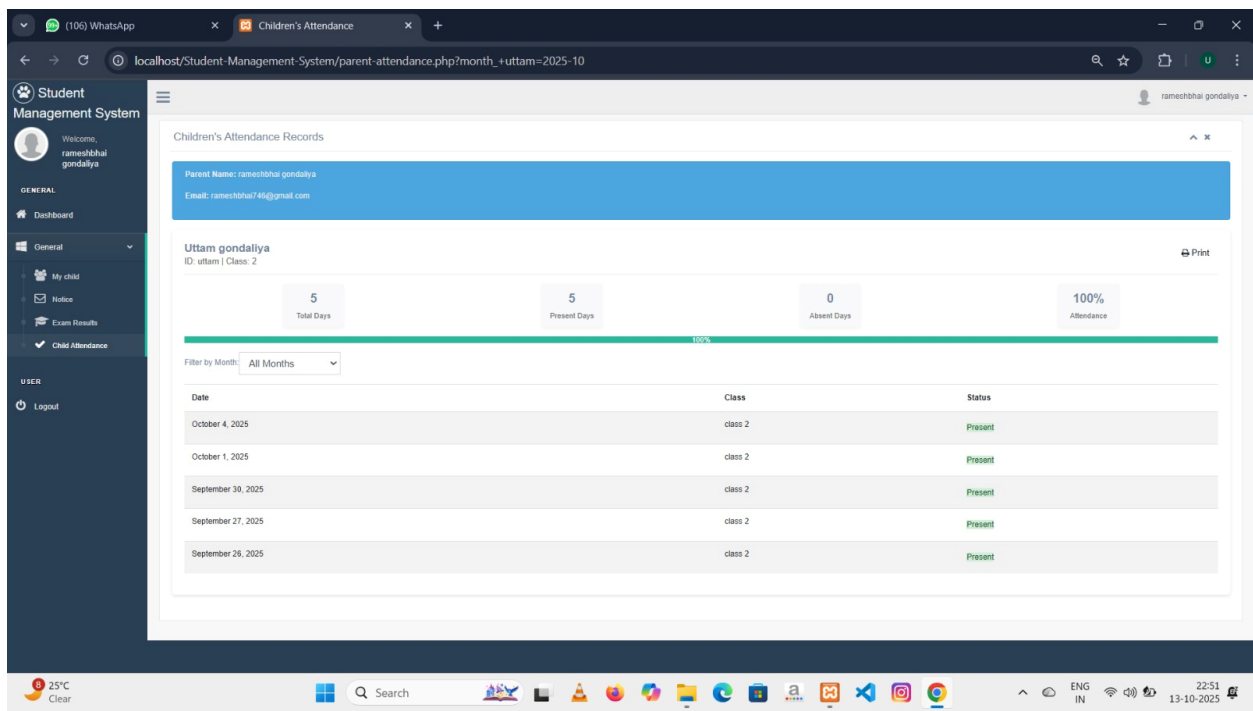 (106) WhatsApp
Children's Attendance
localhost/Student-Management-System/parent-attendance.php?month_+uttam=2025-10
U
Student
Management System
Welcome,
rameshbhai
gondaliya
GENERAL
Dashboard
General
My child
Notice
Exam Results
Child Attendance
USER
Logout
rameshbhai gondaliya
Children's Attendance Records
Parent Name: rameshbhai gondaliya
Email: rameshbhai746@gmail.com
Uttam gondaliya
ID: uttam | Class: 2
Print
5 5 0 100%
Total Days Present Days Absent Days Attendance
100%
Filter by Month: All Months
Date Class Status
October 4, 2025 class 2 Present
October 1, 2025 class 2 Present
September 30, 2025 class 2 Present
September 27, 2025 class 2 Present
September 26, 2025 class 2 Present
8 25°C
Clear
Search
a
ENG
IN
22:51
13-10-2025